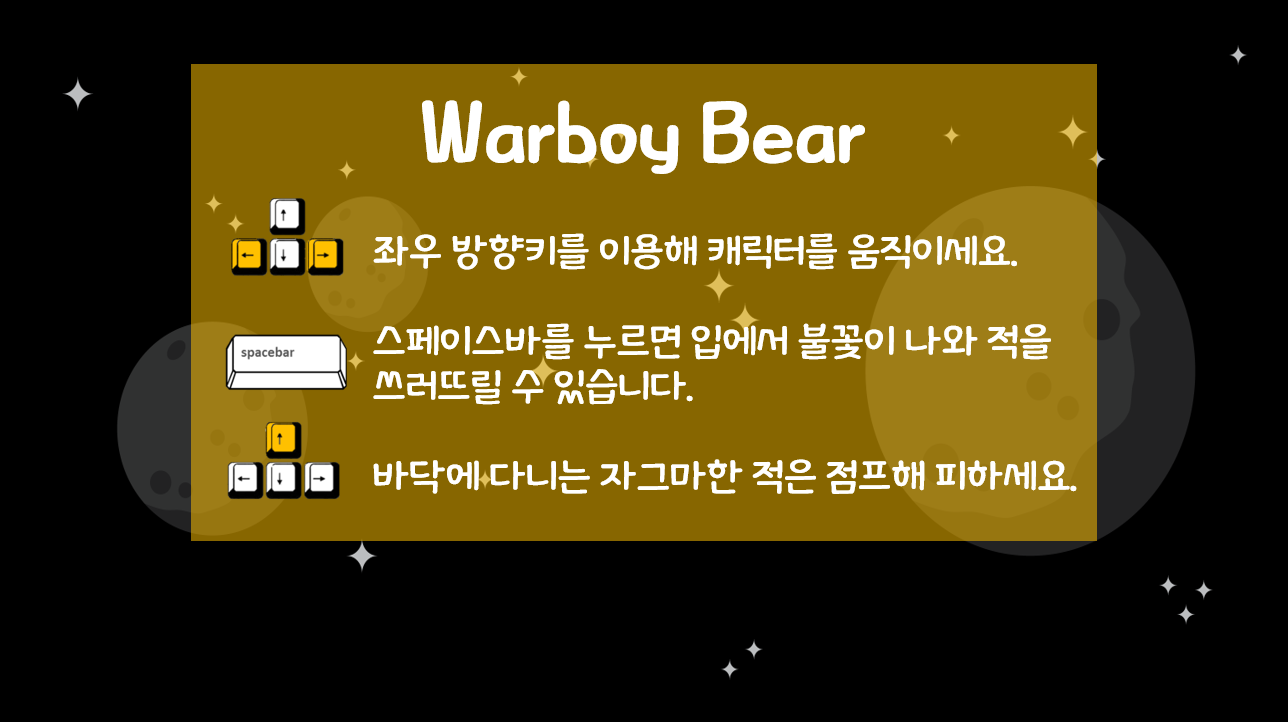 Warboy Bear
↑
← ↓ →
좌우 방향키를 이용해 캐릭터를 움직이세요.
spacebar
스페이스바를 누르면 입에서 불꽃이 나와 적을
쓰러뜨릴 수 있습니다.
↑
← ↓ →
바닥에 다니는 자그마한 적은 점프해 피하세요.